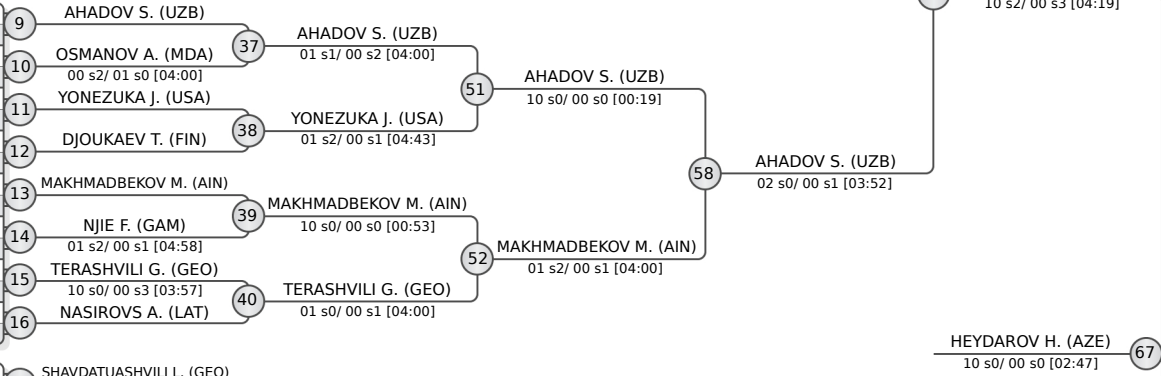 9
AHADOV S. (UZB)
10
OSMANOV A. (MDA)
00 s2/ 01 s0 [04:00]
11
YONEZUKA J. (USA)
12
DJOUKAEV T. (FIN)
13
MAKHMADBEKOV M. (AIN)
14
NJIE F. (GAM)
01 s2/ 00 s1 [04:58]
15
TERASHVILI G. (GEO)
10 s0/ 00 s3 [03:57]
16
NASIROVS A. (LAT)
SHAVDATUASHVILI L. (GEO)
37
AHADOV S. (UZB)
01 s1/ 00 s2 [04:00]
38
YONEZUKA J. (USA)
01 s2/ 00 s1 [04:43]
39
MAKHMADBEKOV M. (AIN)
10 s0/ 00 s0 [00:53]
40
TERASHVILI G. (GEO)
01 s0/ 00 s1 [04:00]
51
AHADOV S. (UZB)
10 s0/ 00 s0 [00:19]
52
MAKHMADBEKOV M. (AIN)
01 s2/ 00 s1 [04:00]
58
AHADOV S. (UZB)
02 s0/ 00 s1 [03:52]
10 s2/ 00 s3 [04:19]
HEYDAROV H. (AZE)
10 s0/ 00 s0 [02:47]
67